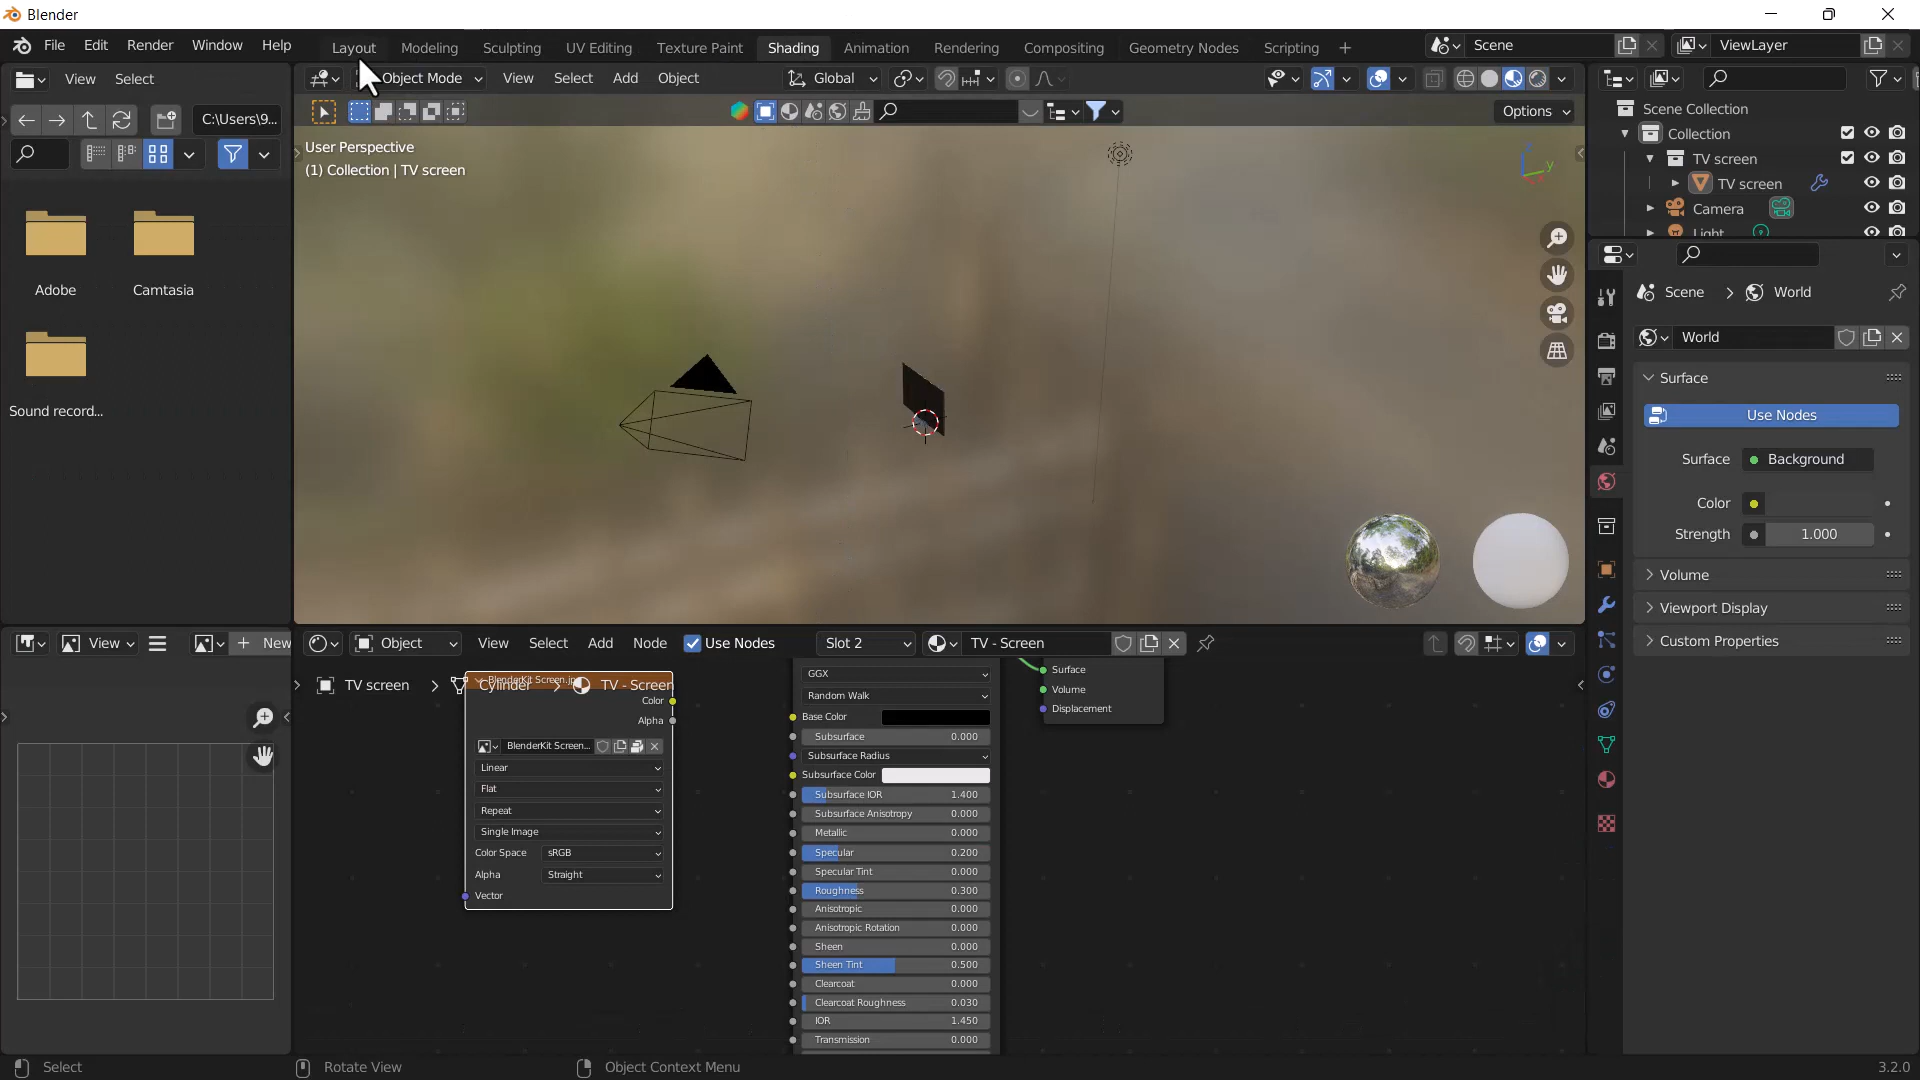 Blender
File Edit Render Window Help
Layout Modeling Sculpting UV Editing Texture Paint Shading Animation Rendering Compositing Geometry Nodes Scripting +
Scene
ViewLayer
View Select
Object Mode View Select Add Object
Global
C:\Users\9...
Options
User Perspective
(1) Collection | TV screen
y
Adobe
Camtasia
Sound record...
Scene Collection
Collection
TV screen
TV screen
Camera
Light
Scene > World
World
Surface
Use Nodes
Surface Background
Color
Strength 1.000
Volume
Viewport Display
Custom Properties
View
+ New
Object View Select Add Node Use Nodes Slot 2 TV - Screen
TV screen > Cylinder > TV - Screen
BlenderKit Screen.jp
Color
Alpha
BlenderKit Screen...
Linear
Flat
Repeat
Single Image
Color Space sRGB
Alpha Straight
Vector
GGX
Random Walk
Base Color
Subsurface 0.000
Subsurface Radius
Subsurface Color
Subsurface IOR 1.400
Subsurface Anisotropy 0.000
Metallic 0.000
Specular 0.200
Specular Tint 0.000
Roughness 0.300
Anisotropic 0.000
Anisotropic Rotation 0.000
Sheen 0.000
Sheen Tint 0.500
Clearcoat 0.000
Clearcoat Roughness 0.030
IOR 1.450
Transmission 0.000
Surface
Volume
Displacement
Select
Rotate View
Object Context Menu
3.2.0